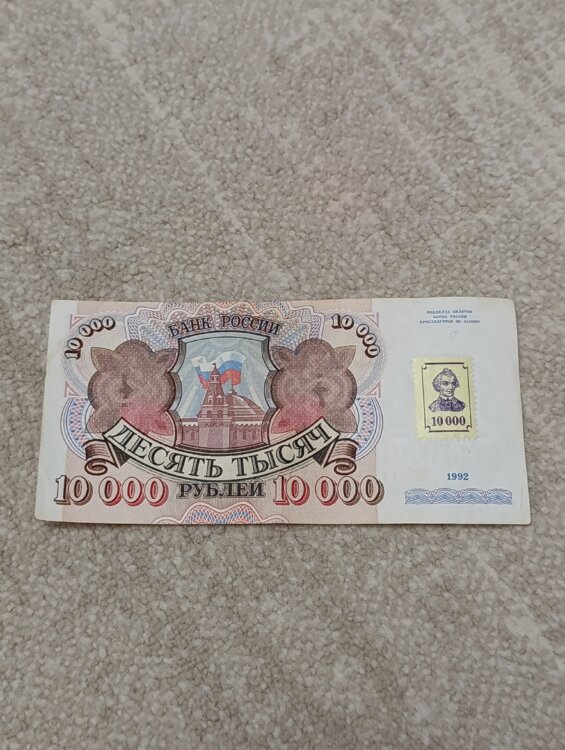 10 000
БАНК РОССИИ
10 000
ПОДДЕЛКА БИЛЕТОВ
БАНКА РОССИИ
ПРЕСЛЕДУЕТСЯ ПО ЗАКОНУ
10 000
ДЕСЯТЬ ТЫСЯЧ
10 000 РУБЛЕЙ 10 000
1992